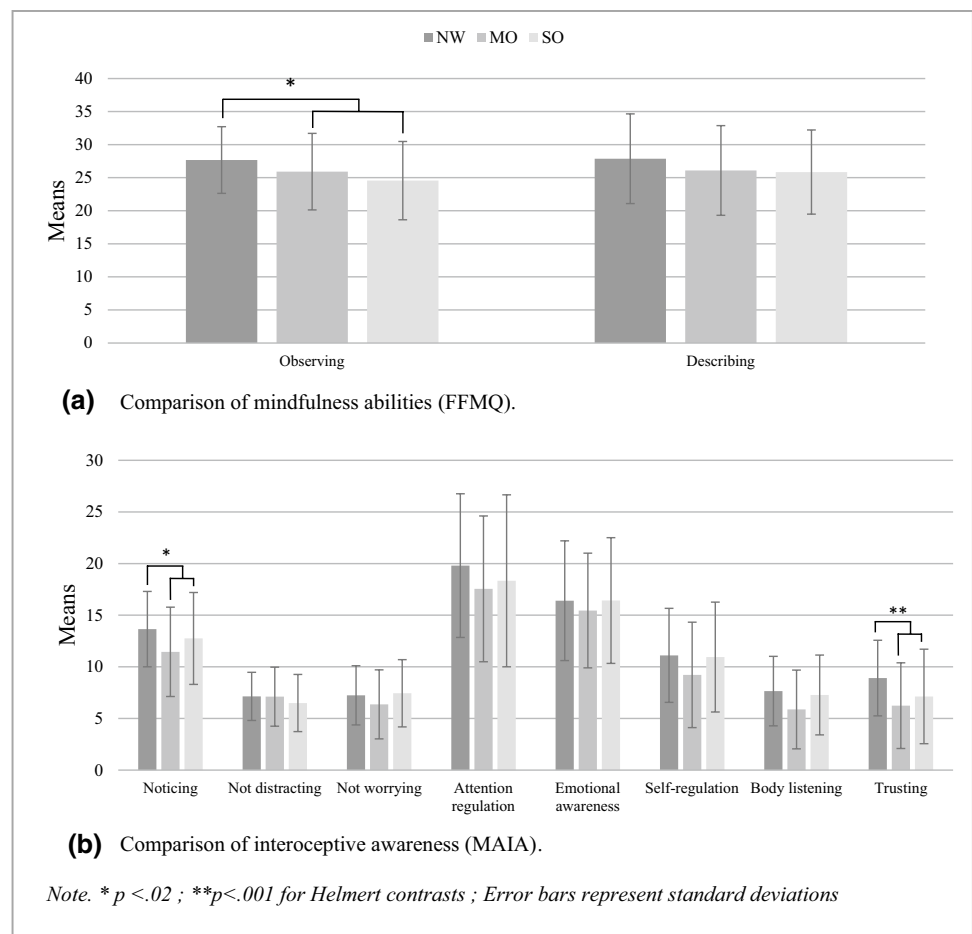 NW MO SO
40
35
30
25
20
15
10
5
0
Means
*
Observing Describing
(a) Comparison of mindfulness abilities (FFMQ).
30
25
20
15
10
5
0
Means
*
**
Noticing Not distracting Not worrying Attention regulation Emotional awareness Self-regulation Body listening Trusting
(b) Comparison of interoceptive awareness (MAIA).
Note. * p <.02 ; **p<.001 for Helmert contrasts ; Error bars represent standard deviations